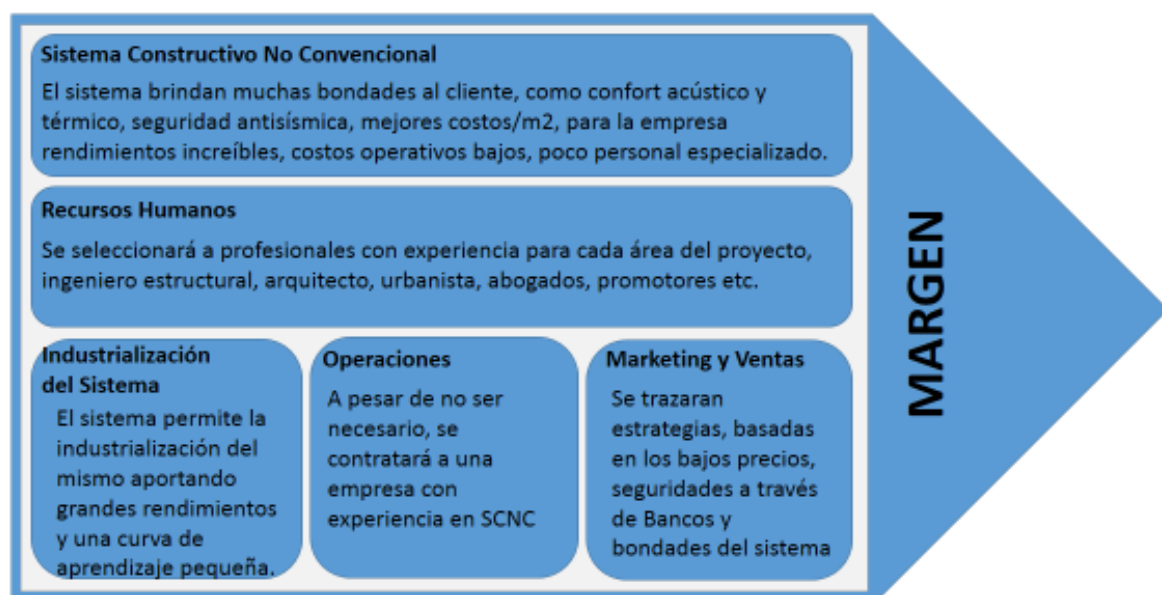 Sistema Constructivo No Convencional
El sistema brindan muchas bondades al cliente, como confort acústico y
térmico, seguridad antisísmica, mejores costos/m2, para la empresa
rendimientos increíbles, costos operativos bajos, poco personal especializado.
Recursos Humanos
Se seleccionará a profesionales con experiencia para cada área del proyecto,
ingeniero estructural, arquitecto, urbanista, abogados, promotores etc.
Industrialización
del Sistema
El sistema permite la
industrialización del
mismo aportando
grandes rendimientos
y una curva de
aprendizaje pequeña.
Operaciones
A pesar de no ser
necesario, se
contratará a una
empresa con
experiencia en SCNC
Marketing y Ventas
Se trazaran
estrategias, basadas
en los bajos precios,
seguridades a través
de Bancos y
bondades del sistema
MARGEN